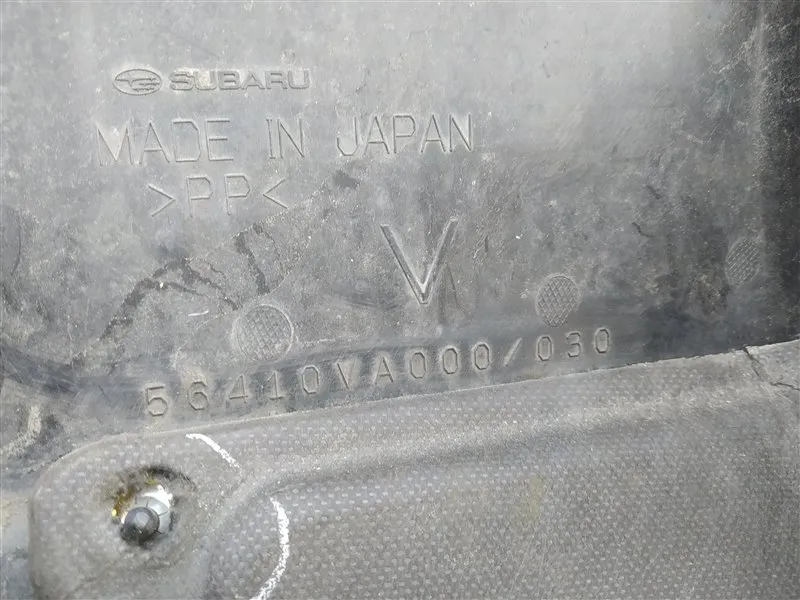 SUBARU
MADE IN JAPAN
>PP<
V
56410VA000/030